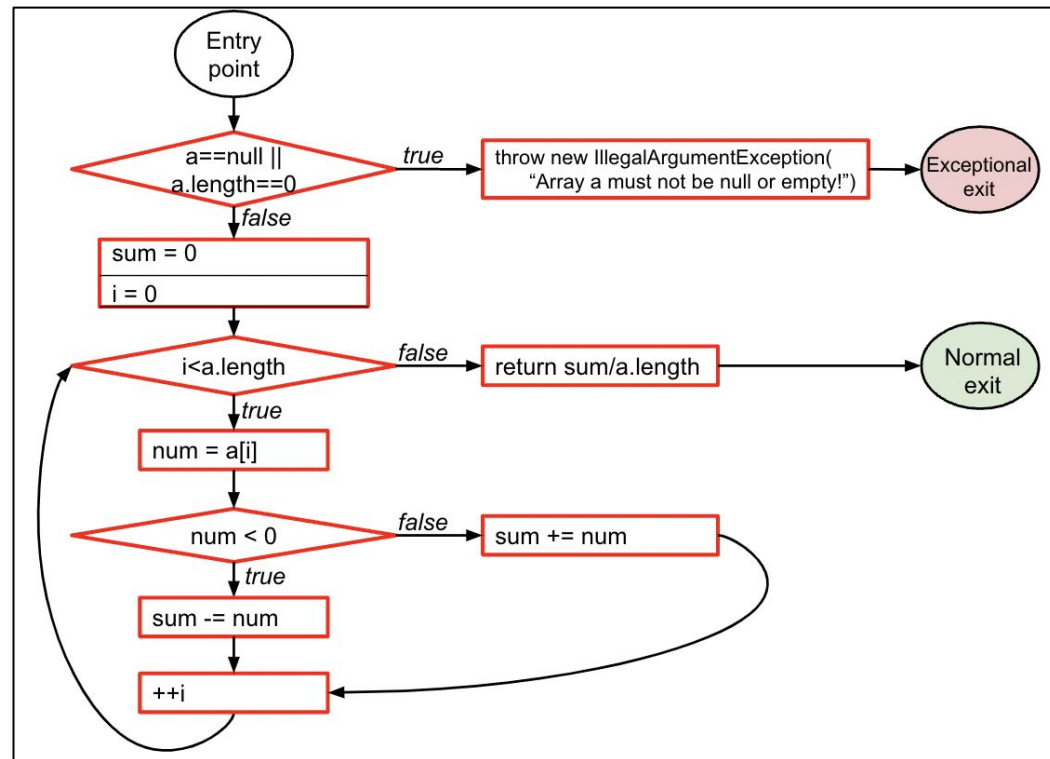 Entry
point
a==null ||
a.length==0
true
throw new IllegalArgumentException(
“Array a must not be null or empty!”)
Exceptional
exit
false
sum = 0
i = 0
i<a.length
false
return sum/a.length
Normal
exit
true
num = a[i]
num < 0
false
sum += num
true
sum -= num
++i